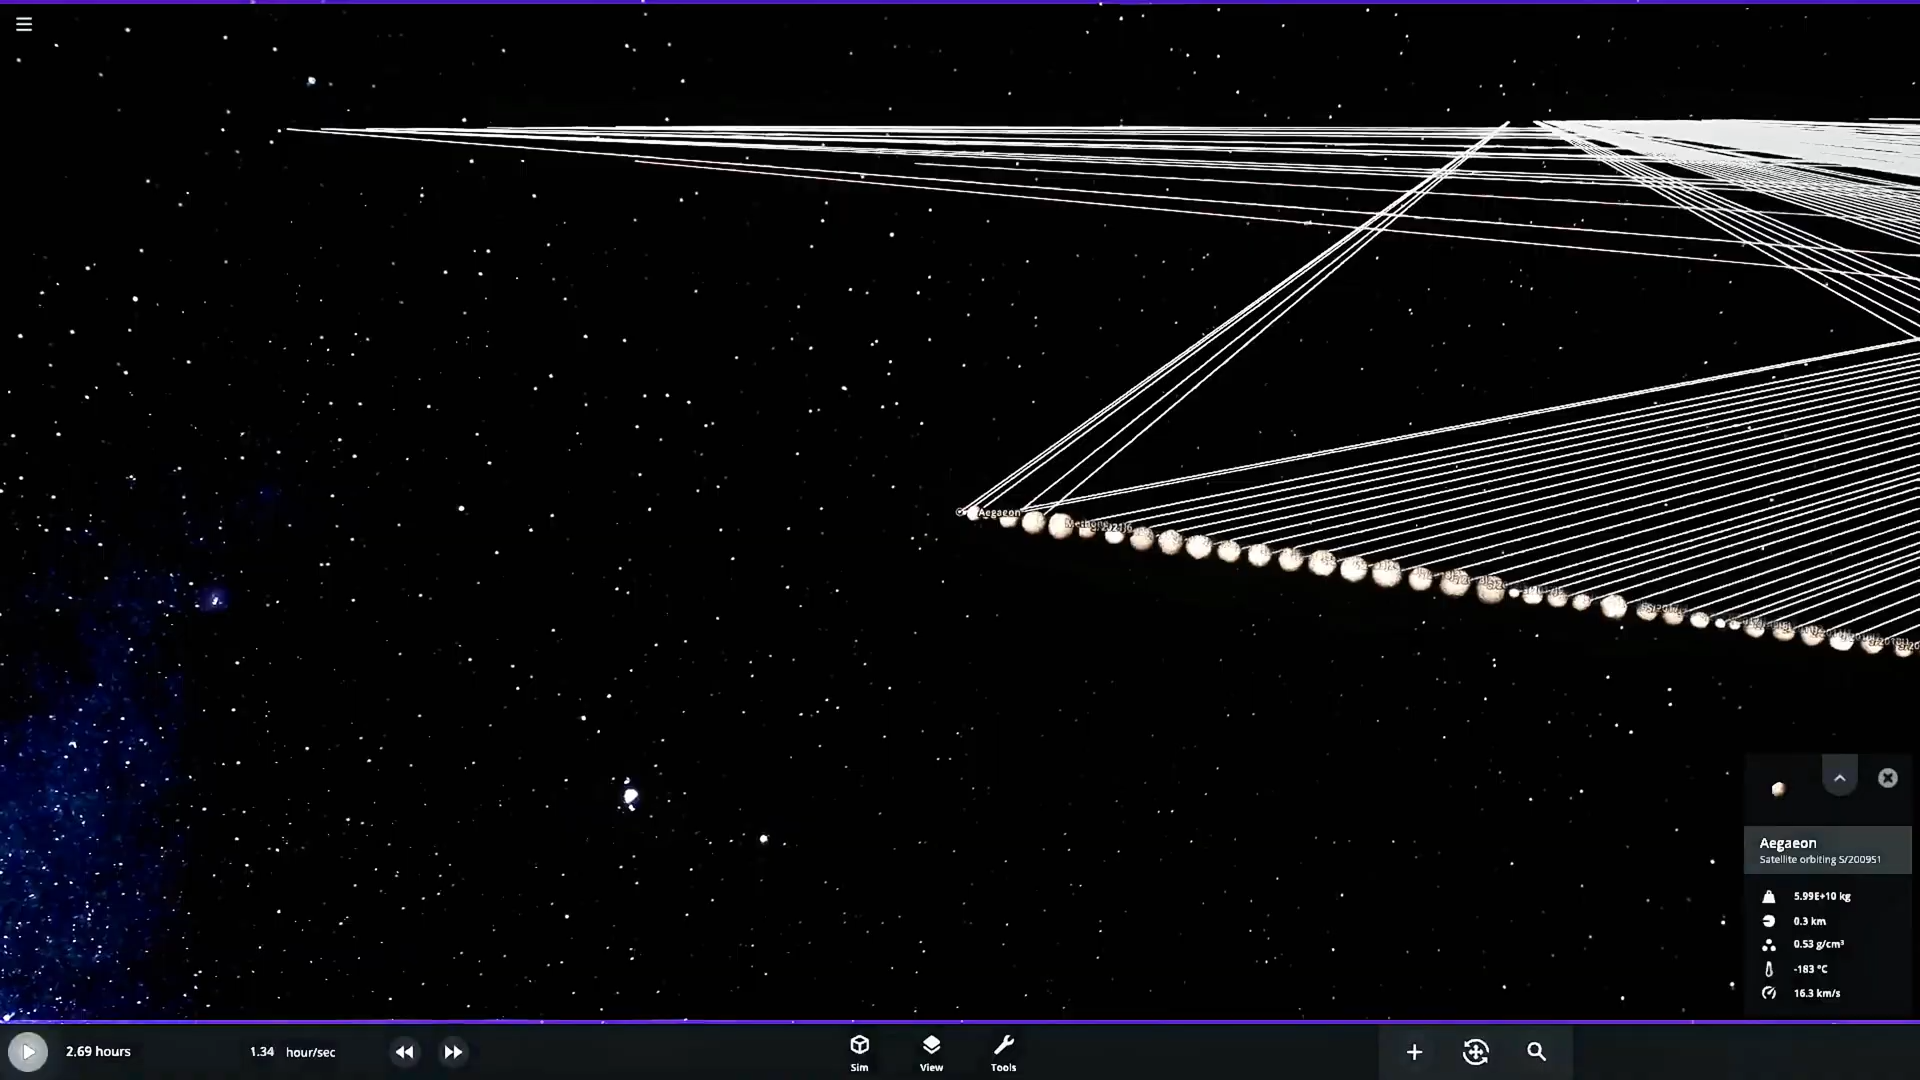 Aegaeon
Aegaeon
Satellite orbiting S/200951
5.99E+10 kg
0.3 km
0.53 g/cm³
-183 °C
16.3 km/s
2.69 hours
1.34 hour/sec
Sim
View
Tools